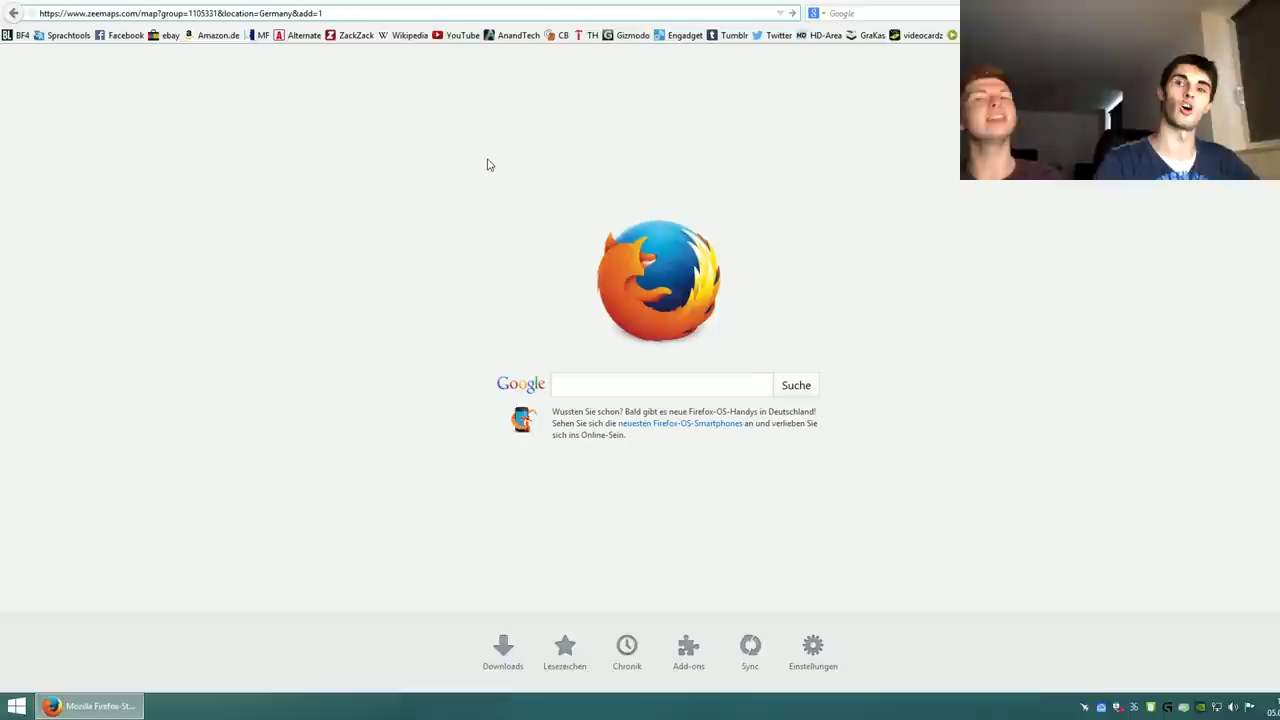 https://www.zeemaps.com/map?group=1105331&location=Germany&add=1
Google
BF4 Sprachtools Facebook ebay Amazon.de MF Alternate ZackZack Wikipedia YouTube AnandTech CB TH Gizmodo Engadget Tumblr Twitter HD-Area GraKas videocardz
Google
Suche
Wussten Sie schon? Bald gibt es neue Firefox-OS-Handys in Deutschland!
Sehen Sie sich die neuesten Firefox-OS-Smartphones an und verlieben Sie
sich ins Online-Sein.
Downloads Lesezeichen Chronik Add-ons Sync Einstellungen
Mozilla Firefox-St...
36
05.